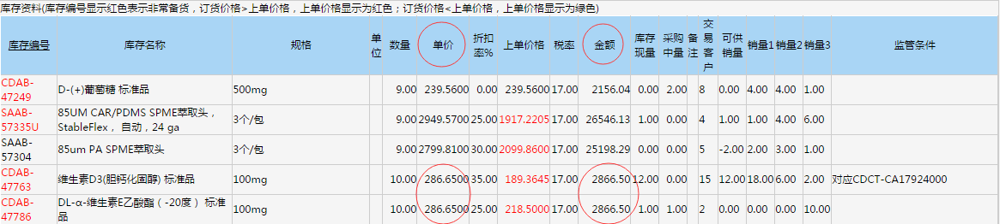 库存资料(库存编号显示红色表示非常备货，订货价格>上单价格，上单价格显示为红色；订货价格<上单价格，上单价格显示为绿色)
库存编号 库存名称 规格 单位 数量 单价 折扣率% 上单价格 税率 金额 库存现量 采购中量 备注 交易客户 可供销量 销量1 销量2 销量3 监管条件
CDAB-47249 D-(+)葡萄糖 标准品 500mg 9.00 239.5600 0.00 239.5600 17.00 2156.04 0.00 2.00 8 0.00 4.00 4.00 1.00
SAAB-57335U 85UM CAR/PDMS SPME萃取头，StableFlex， 自动，24 ga 3个/包 9.00 2949.5700 25.00 1917.2205 17.00 26546.13 1.00 0.00 4 1.00 1.00 4.00 6.00
SAAB-57304 85um PA SPME萃取头 3个/包 9.00 2799.8100 30.00 2099.8600 17.00 25198.29 0.00 0.00 5 -2.00 2.00 3.00 1.00
CDAB-47763 维生素D3(胆钙化固醇) 标准品 100mg 10.00 286.6500 35.00 189.3645 17.00 2866.50 12.00 0.00 15 12.00 18.00 6.00 2.00 对应CDCT-CA17924000
CDAB-47786 DL-α-维生素E乙酸酯（-20度） 标准品 100mg 10.00 286.6500 25.00 218.5000 17.00 2866.50 1.00 1.00 2 0.00 0.00 0.00 10.00